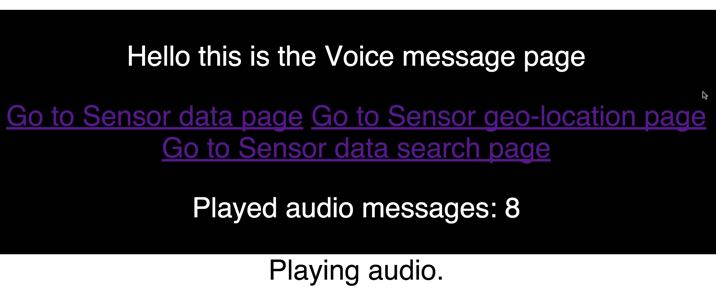 Hello this is the Voice message page
Go to Sensor data page Go to Sensor geo-location page
Go to Sensor data search page
Played audio messages: 8
Playing audio.